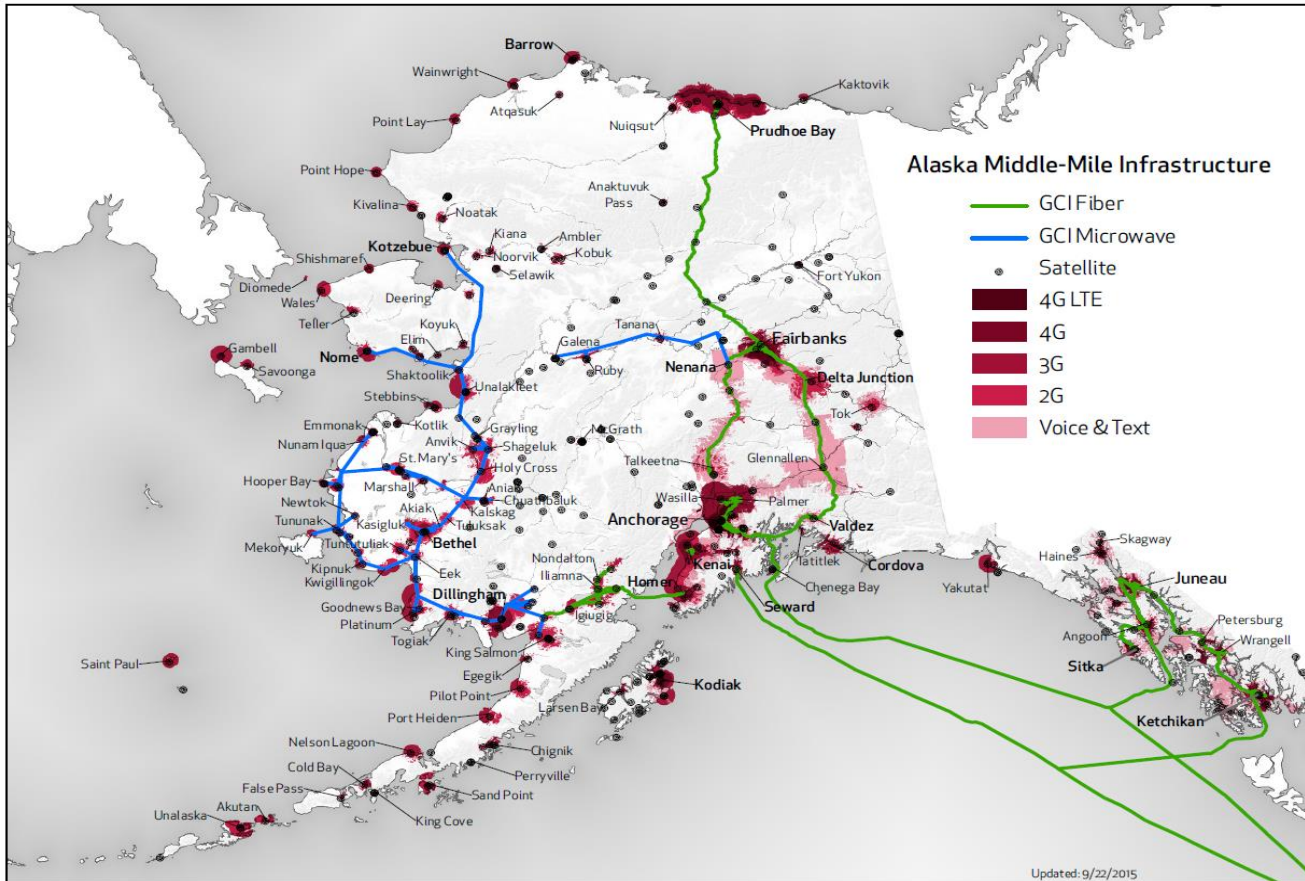 Barrow
Wainwright
Atqasuk
Kaktovik
Nuiqsut
Prudhoe Bay
Point Lay
Point Hope
Anaktuvuk
Pass
Kivalina
Noatak
Kotzebue
Kiana
Noorvik
Selawik
Ambler
Kobuk
Shishmaref
Diomede
Wales
Deering
Teller
Fort Yukon
Koyuk
Elim
Nome
Tanana
Galena
Ruby
Fairbanks
Nenana
Gambell
Savoonga
Shaktoolik
Unalakleet
Delta Junction
Tok
Stebbins
Emmonak
Kotlik
Nunam Iqua
Grayling
Anvik
Shageluk
McGrath
St. Mary's
Holy Cross
Talkeetna
Glennallen
Hooper Bay
Marshall
Aniak
Chuathbaluk
Wasilla
Palmer
Newtok
Akiak
Kalskag
Tununak
Kasigluk
Tuluksak
Anchorage
Valdez
Mekoryuk
Tuntutuliak
Bethel
Tatitlek
Cordova
Kipnuk
Kwigillingok
Eek
Nondalton
Iliamna
Homer
Kenai
Chenega Bay
Seward
Goodnews Bay
Platinum
Dillingham
Togiak
Igiugig
King Salmon
Egegik
Pilot Point
Saint Paul
Kodiak
Larsen Bay
Port Heiden
Chignik
Nelson Lagoon
Perryville
Cold Bay
False Pass
Sand Point
Akutan
Unalaska
King Cove
Skagway
Haines
Yakutat
Juneau
Petersburg
Wrangell
Angoon
Sitka
Ketchikan
Alaska Middle-Mile Infrastructure
GCI Fiber
GCI Microwave
Satellite
4G LTE
4G
3G
2G
Voice & Text
Updated: 9/22/2015